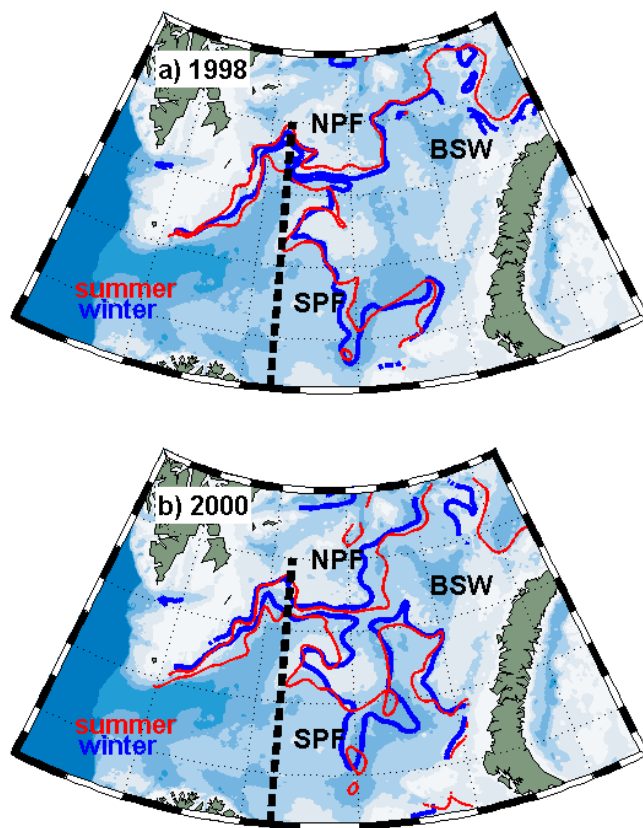 a) 1998
NPF
BSW
SPF
summer
winter
b) 2000
NPF
BSW
SPF
summer
winter